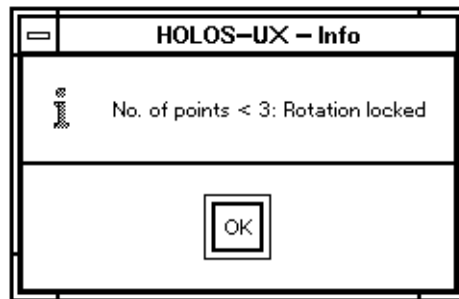 HOLOS-UX - Info
No. of points < 3: Rotation locked
OK